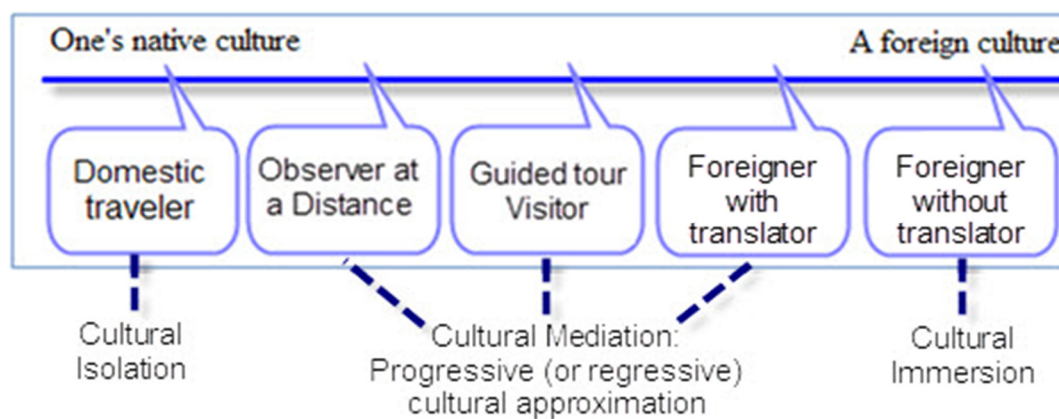 One's native culture
A foreign culture
Domestic
traveler
Observer at
a Distance
Guided tour
Visitor
Foreigner
with
translator
Foreigner
without
translator
Cultural
Isolation
Cultural Mediation:
Progressive (or regressive)
cultural approximation
Cultural
Immersion